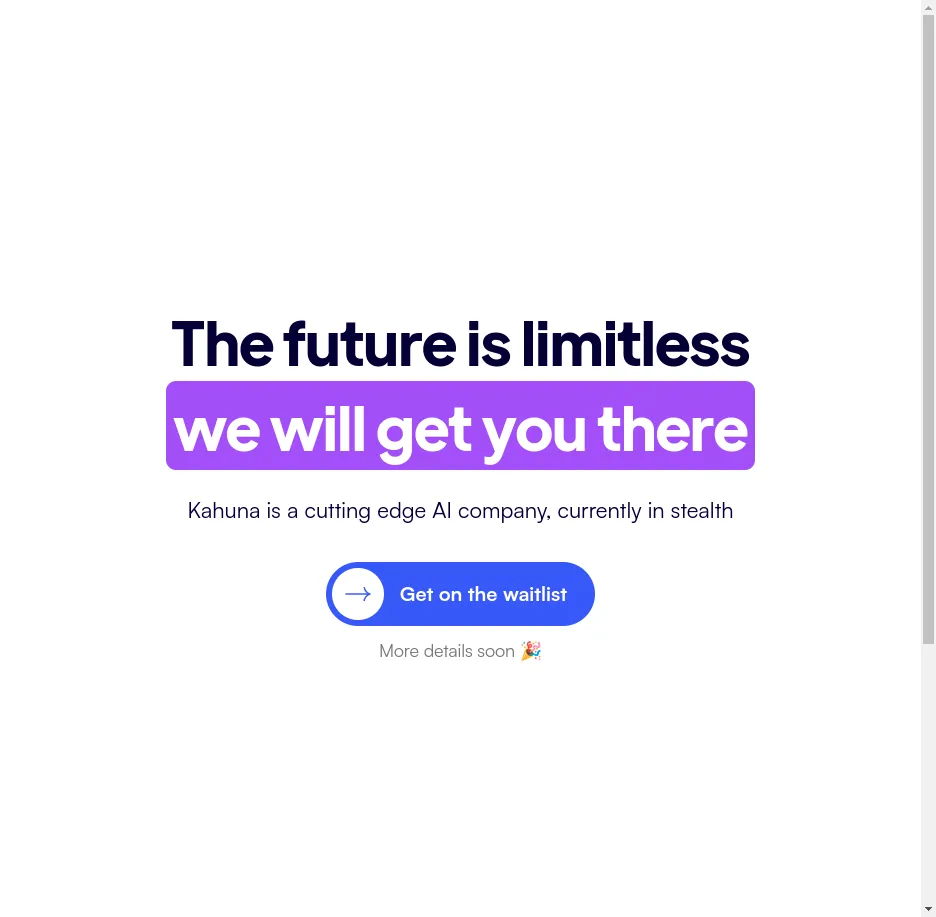 The future is limitless
we will get you there
Kahuna is a cutting edge AI company, currently in stealth
Get on the waitlist
More details soon 🎉